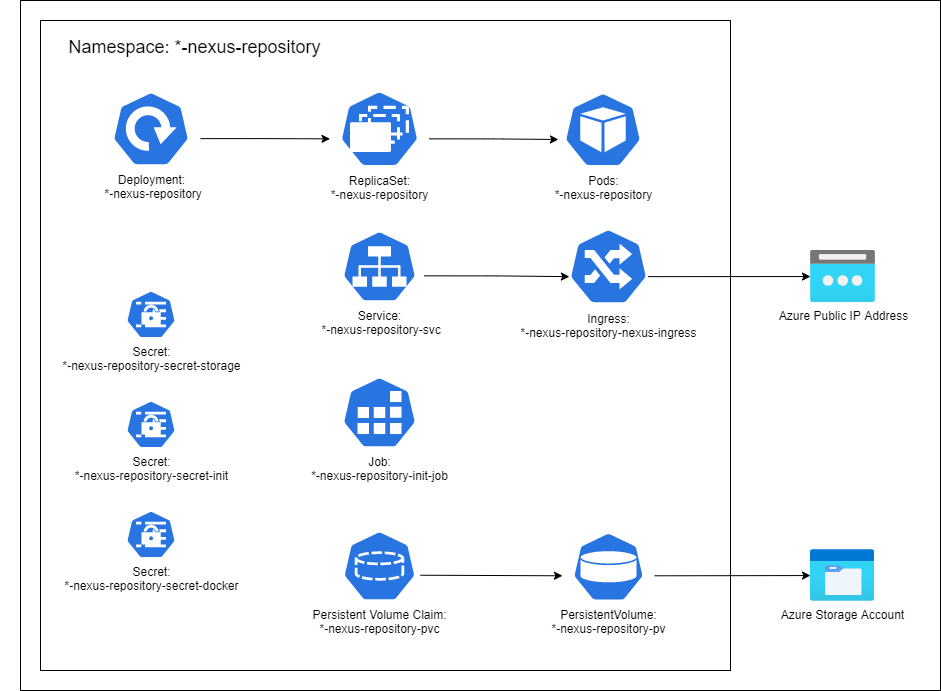 Namespace: *-nexus-repository
Deployment:
*-nexus-repository
ReplicaSet:
*-nexus-repository
Pods:
*-nexus-repository
Service:
*-nexus-repository-svc
Ingress:
*-nexus-repository-nexus-ingress
Azure Public IP Address
Secret:
*-nexus-repository-secret-storage
Secret:
*-nexus-repository-secret-init
Job:
*-nexus-repository-init-job
Secret:
*-nexus-repository-secret-docker
Persistent Volume Claim:
*-nexus-repository-pvc
PersistentVolume:
*-nexus-repository-pv
Azure Storage Account